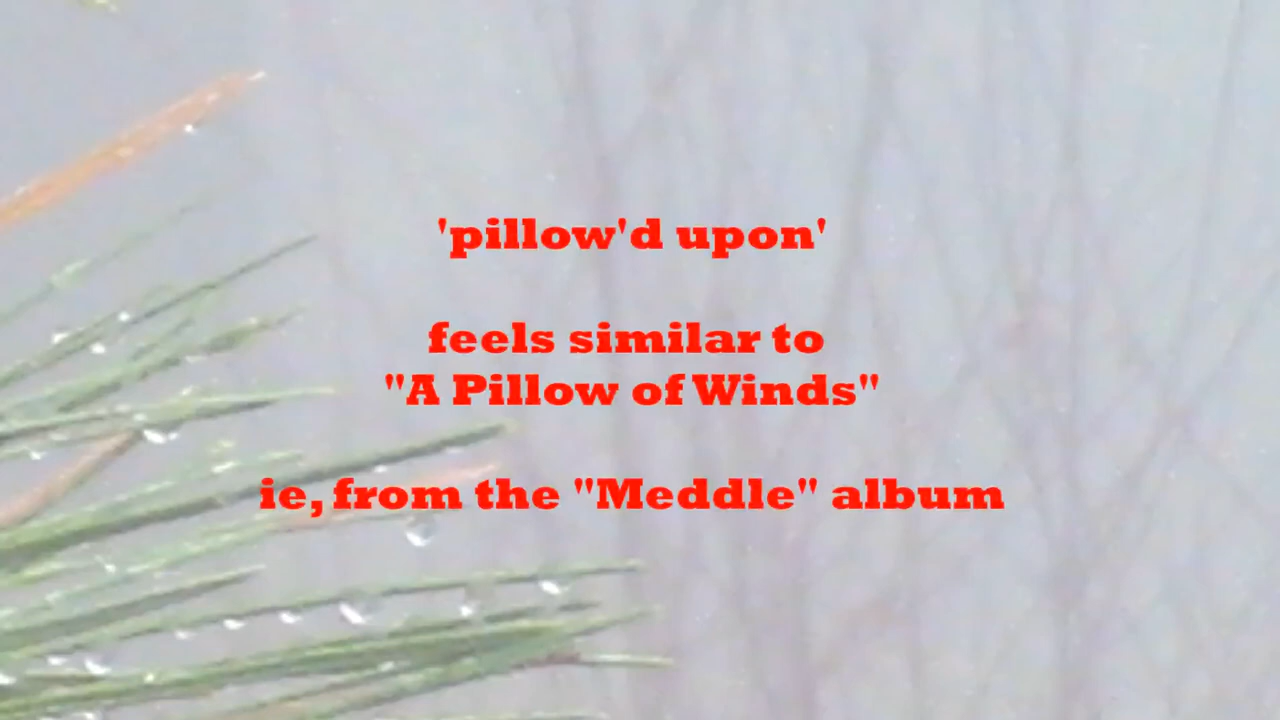 'pillow'd upon'
feels similar to
"A Pillow of Winds"
ie, from the "Meddle" album